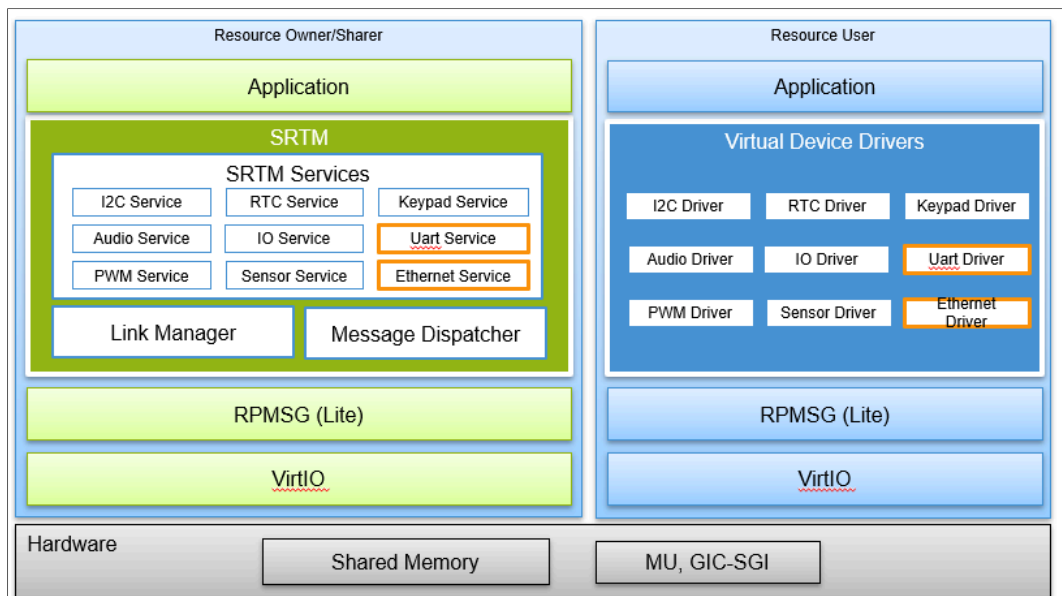 Resource Owner/Sharer
Application
SRTM
SRTM Services
I2C Service
RTC Service
Keypad Service
Audio Service
IO Service
Uart Service
PWM Service
Sensor Service
Ethernet Service
Link Manager
Message Dispatcher
RPMSG (Lite)
VirtIO
Resource User
Application
Virtual Device Drivers
I2C Driver
RTC Driver
Keypad Driver
Audio Driver
IO Driver
Uart Driver
PWM Driver
Sensor Driver
Ethernet
Driver
RPMSG (Lite)
VirtIO
Hardware
Shared Memory
MU, GIC-SGI